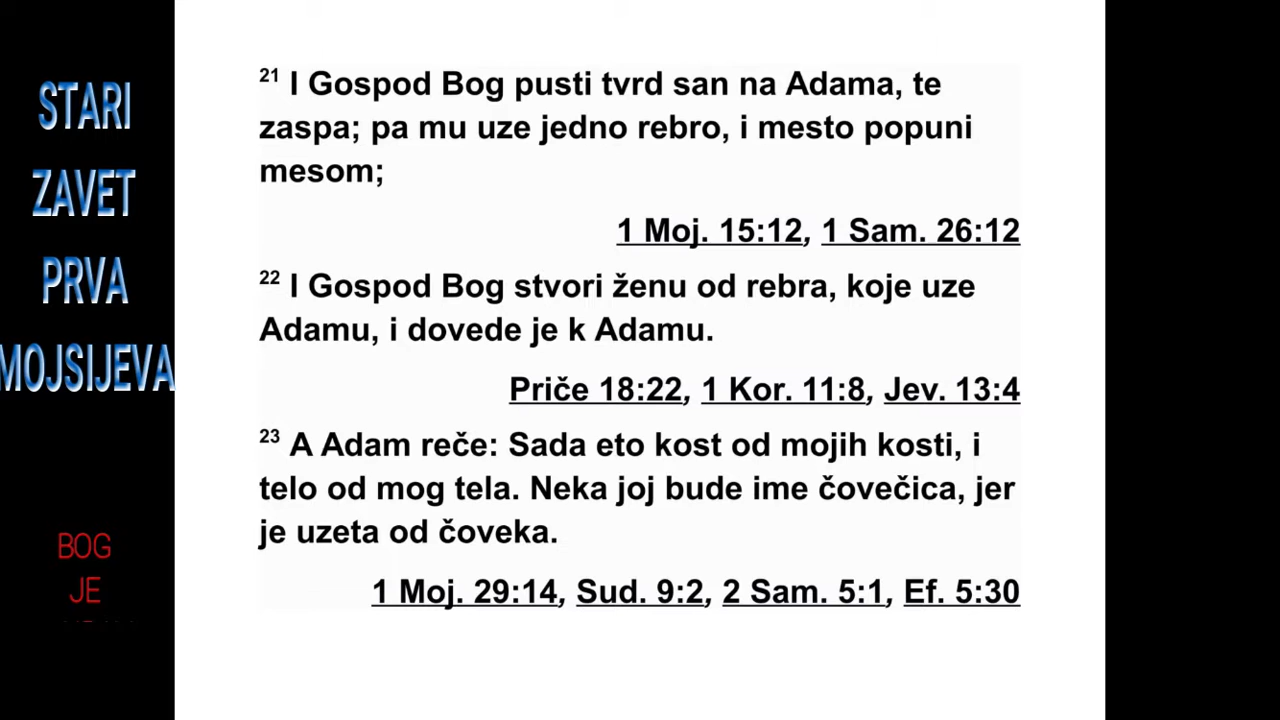 STARI
ZAVET
PRVA
MOJSIJEVA
BOG
JE
21 I Gospod Bog pusti tvrd san na Adama, te
zaspa; pa mu uze jedno rebro, i mesto popuni
mesom;
1 Moj. 15:12, 1 Sam. 26:12
22 I Gospod Bog stvori ženu od rebra, koje uze
Adamu, i dovede je k Adamu.
Priče 18:22, 1 Kor. 11:8, Jev. 13:4
23 A Adam reče: Sada eto kost od mojih kosti, i
telo od mog tela. Neka joj bude ime čovečica, jer
je uzeta od čoveka.
1 Moj. 29:14, Sud. 9:2, 2 Sam. 5:1, Ef. 5:30